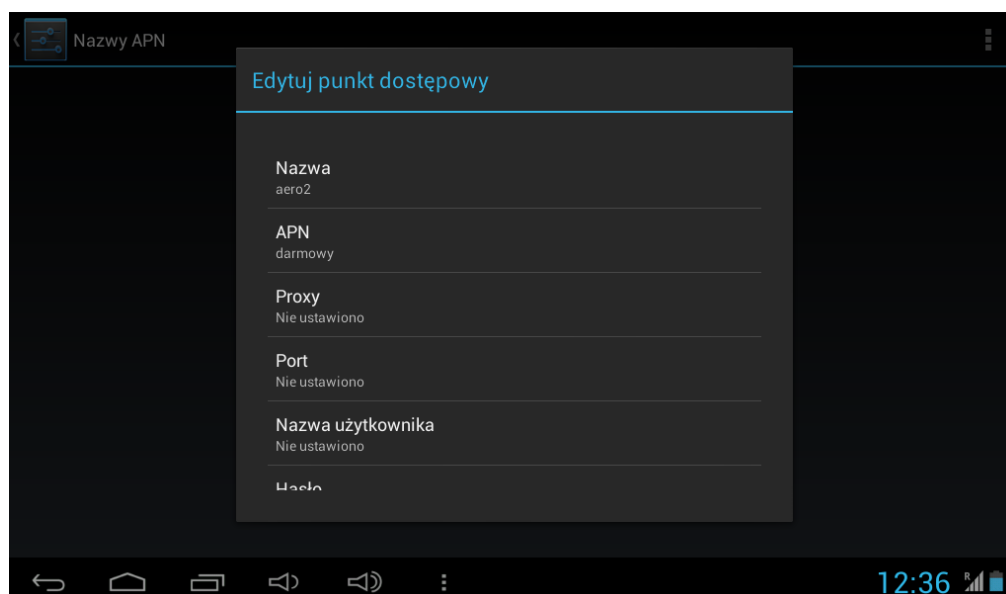 Nazwy APN
Edytuj punkt dostępowy
Nazwa
aero2
APN
darmowy
Proxy
Nie ustawiono
Port
Nie ustawiono
Nazwa użytkownika
Nie ustawiono
Hasło
12:36
R